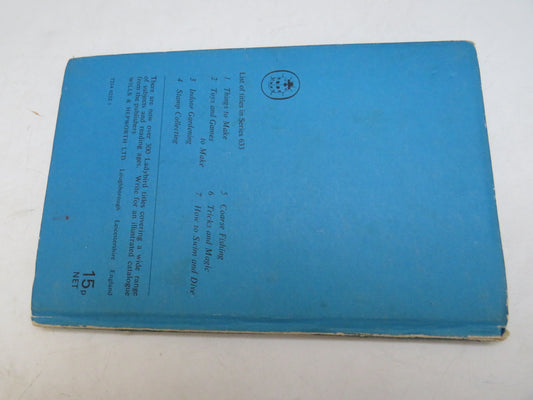 List of titles in Series 633
1 Things to Make
2 Toys and Games
to Make
3 Indoor Gardening
4 Stamp Collecting
5 Coarse Fishing
6 Tricks and Magic
7 How to Swim and Dive
There are now over 300 Ladybird titles covering a wide range
of subjects and reading ages. Write for an illustrated catalogue
from the publishers
WILLS & HEPWORTH LTD Loughborough Leicestershire England
15p
NET